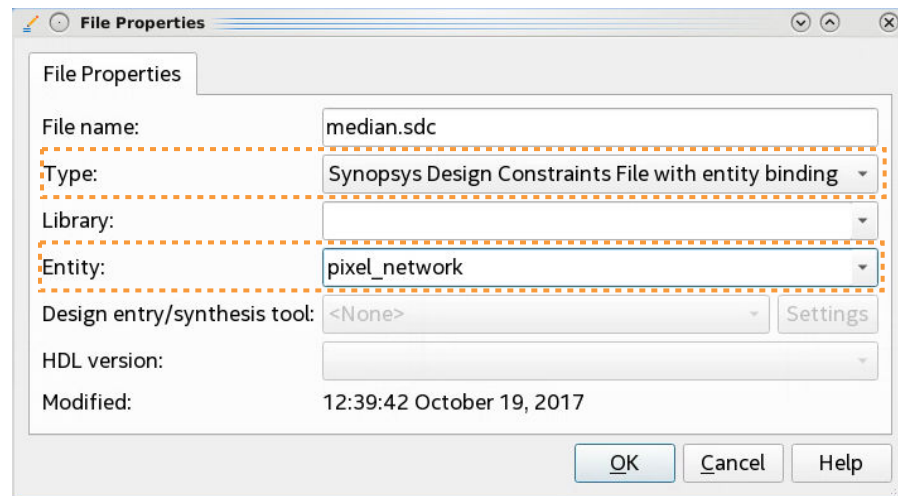 File Properties
File Properties
File name: median.sdc
Type: Synopsys Design Constraints File with entity binding
Library:
Entity: pixel_network
Design entry/synthesis tool: <None> Settings
HDL version:
Modified: 12:39:42 October 19, 2017
OK Cancel Help